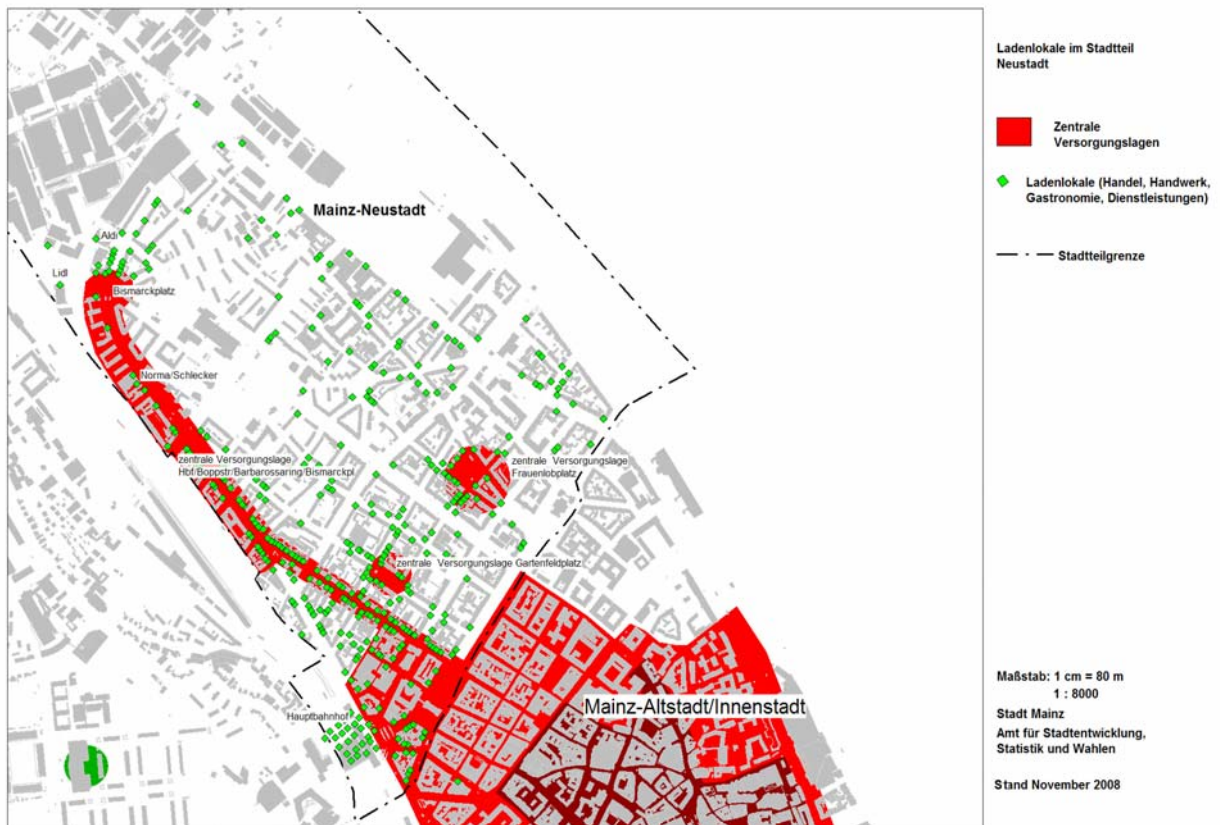 Ladenlokale im Stadtteil
Neustadt
Zentrale
Versorgungslagen
Ladenlokale (Handel, Handwerk,
Gastronomie, Dienstleistungen)
Stadtteilgrenze
Mainz-Neustadt
Aldi
Lidl
Bismarckplatz
Norma/Schlecker
zentrale Versorgungslage
Hbf/Boppstr/Barbarossaring/Bismarckpl.
zentrale Versorgungslage
Frauenlobplatz
zentrale Versorgungslage Gartenfeldplatz
Mainz-Altstadt/Innenstadt
Hauptbahnhof
Maßstab: 1 cm = 80 m
1 : 8000
Stadt Mainz
Amt für Stadtentwicklung,
Statistik und Wahlen
Stand November 2008